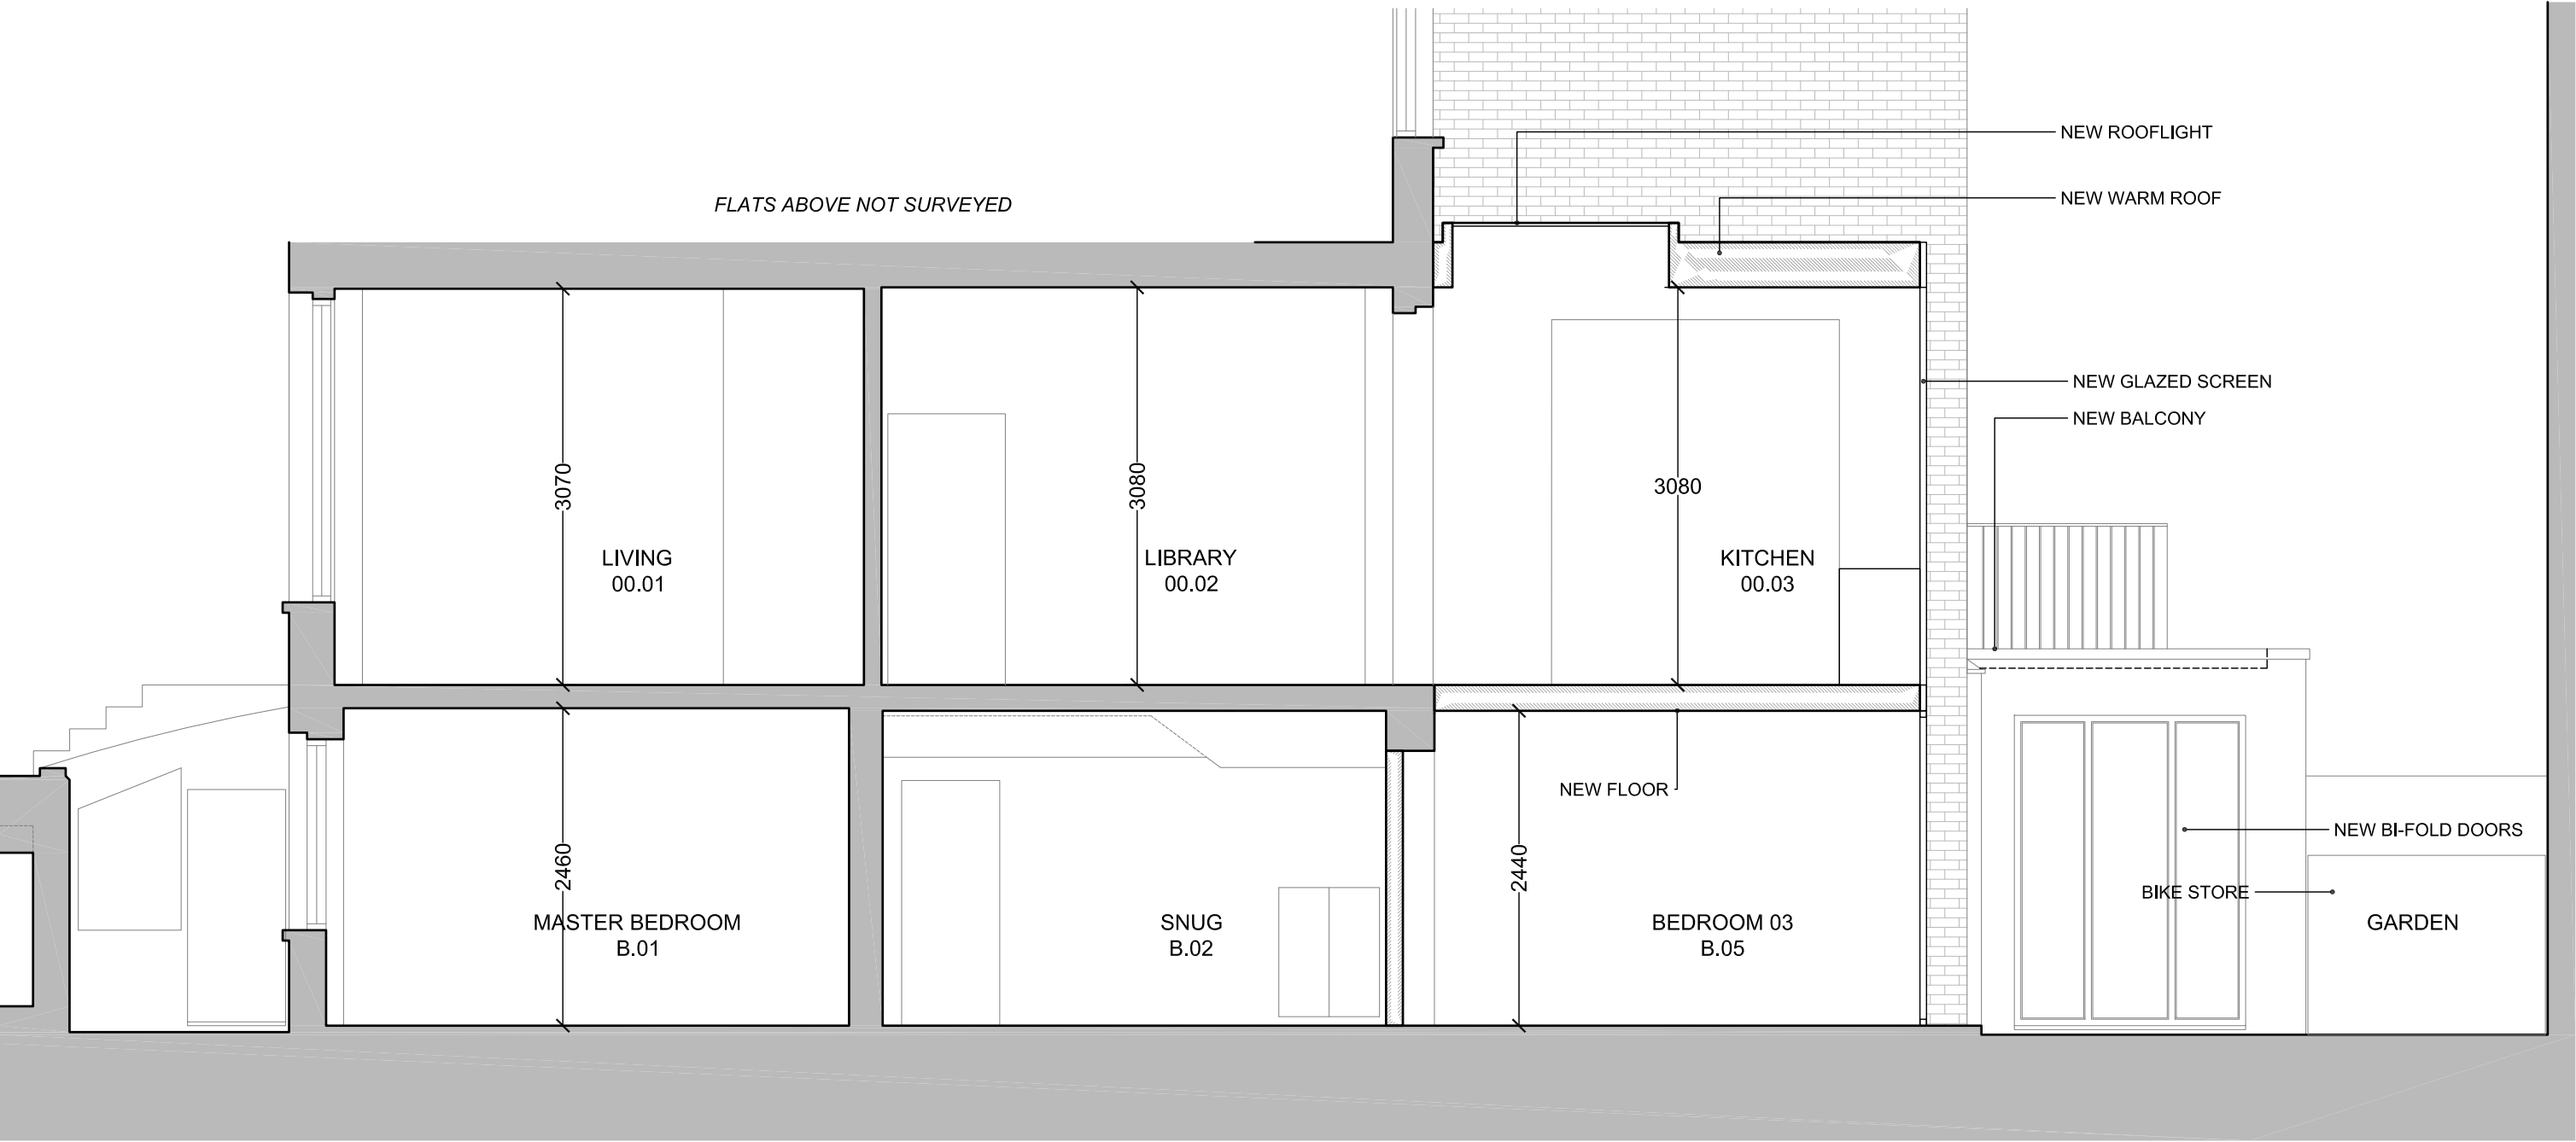 NEW ROOFLIGHT
NEW WARM ROOF
FLATS ABOVE NOT SURVEYED
NEW GLAZED SCREEN
NEW BALCONY
3070
3080
3080
LIVING
00.01
LIBRARY
00.02
KITCHEN
00.03
NEW FLOOR
NEW BI-FOLD DOORS
2460
2440
BIKE STORE
MASTER BEDROOM
B.01
SNUG
B.02
BEDROOM 03
B.05
GARDEN